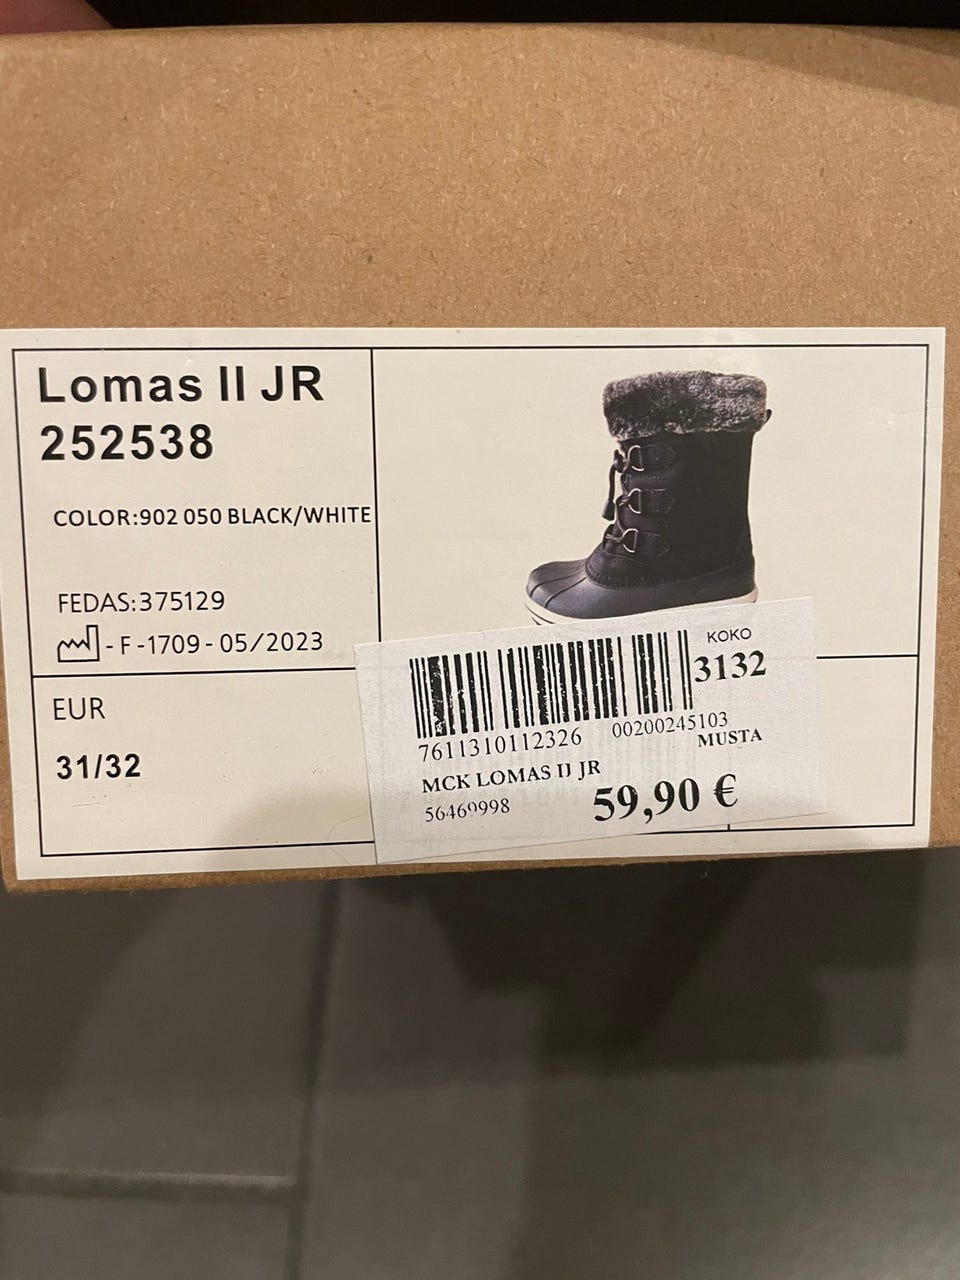 Lomas II JR
252538
COLOR:902 050 BLACK/WHITE
FEDAS:375129
- F -1709 - 05/2023
EUR
31/32
KOKO
3132
7611310112326 00200245103
MUSTA
MCK LOMAS II JR
56469998 59,90 €